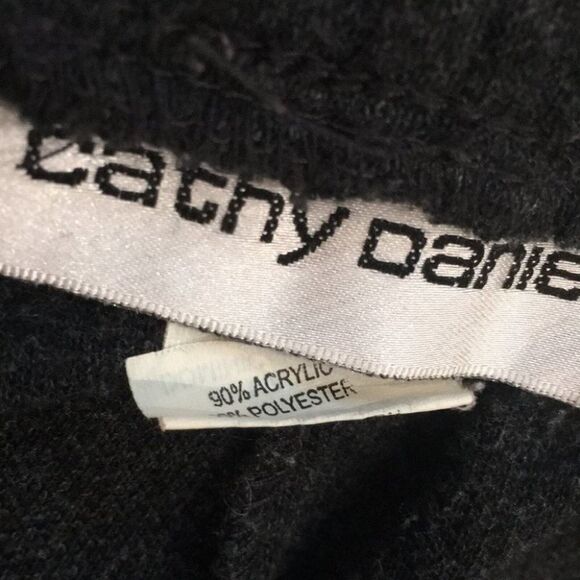 cathy Danie
90% ACRYLIC
% POLYESTER